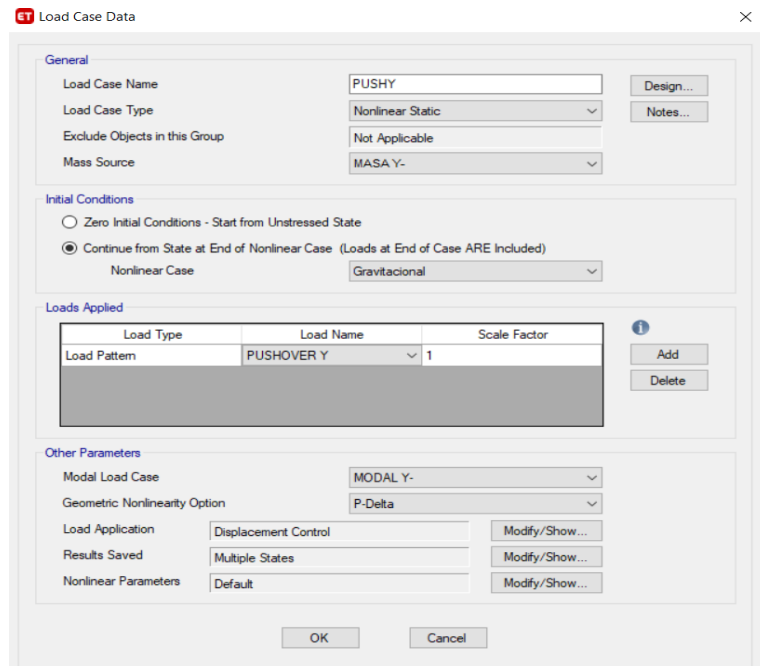 ET Load Case Data
General
Load Case Name PUSHY Design...
Load Case Type Nonlinear Static Notes...
Exclude Objects in this Group Not Applicable
Mass Source MASA Y-
Initial Conditions
Zero Initial Conditions - Start from Unstressed State
Continue from State at End of Nonlinear Case (Loads at End of Case ARE Included)
Nonlinear Case Gravitacional
Loads Applied
Load Type Load Name Scale Factor
Load Pattern PUSHOVER Y 1 Add
Delete
Other Parameters
Modal Load Case MODAL Y-
Geometric Nonlinearity Option P-Delta
Load Application Displacement Control Modify/Show...
Results Saved Multiple States Modify/Show...
Nonlinear Parameters Default Modify/Show...
OK Cancel